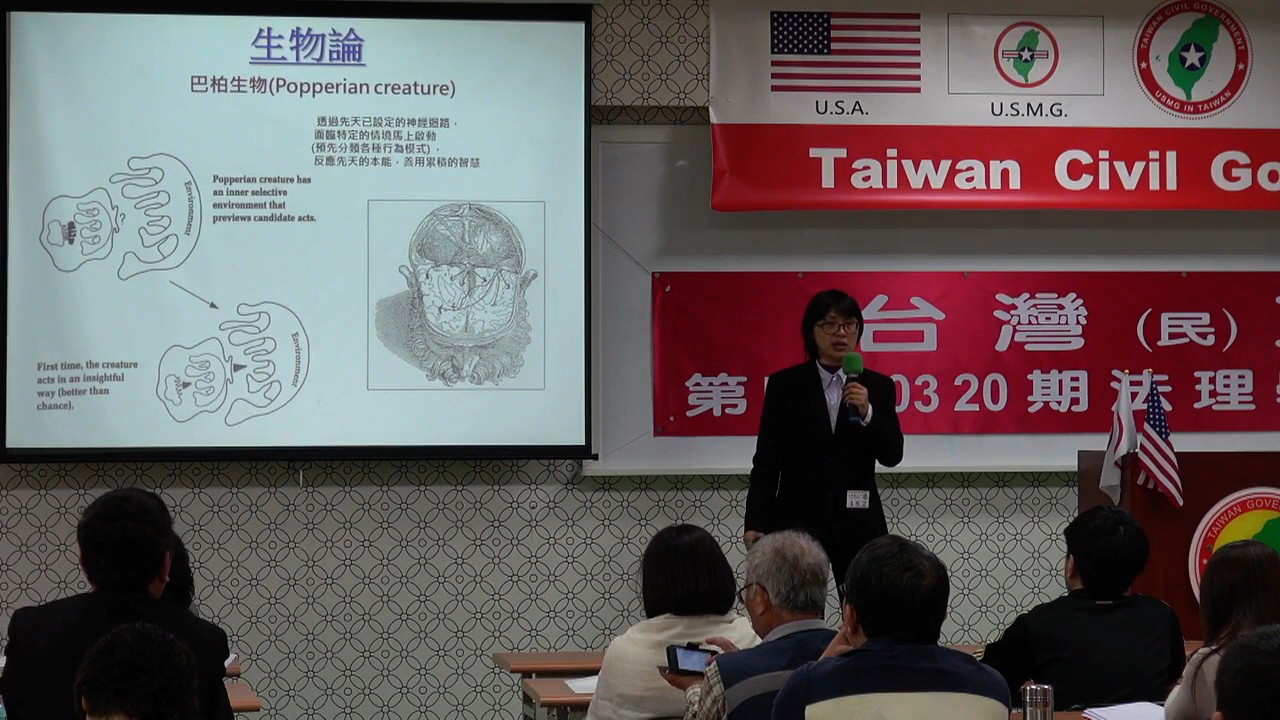 生物論
巴柏生物(Popperian creature)
透過先天已設定的神經迴路，
面臨特定的情境馬上啟動
(預先分類各種行為模式)，
反應先天的本能，善用累積的智慧
Popperian creature has
an inner selective
environment that
previews candidate acts.
Environment
First time, the creature
acts in an insightful
way (better than
chance).
Environment
U.S.A.
U.S.M.G.
TAIWAN CIVIL GOVERNMENT
USMG IN TAIWAN
Taiwan Civil Go
台灣(民)
第
03 20 期法理
TAIWAN GOVE